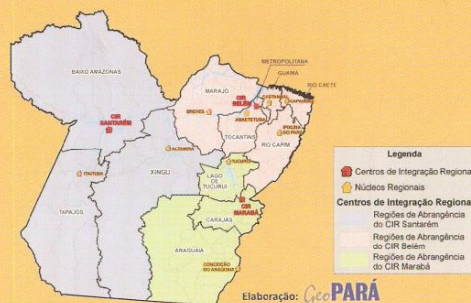 METROPOLITANA
GUAMÁ
RIO CAETÉ
BAIXO AMAZONAS
MARAJÓ
CIR
BELÉM
CASTANHAL
CAPANEMA
CIR
SANTARÉM
BREVES
ABAETETUBA
TOCANTINS
RIO CAPIM
ALTAMIRA
XINGU
TUCURUÍ
LAGO
DE
TUCURUÍ
ITAITUBA
TAPAJÓS
CIR
MARABÁ
CARAJÁS
ARAGUAIA
CONCEIÇÃO
DO ARAGUAIA
Legenda
Centros de Integração Regional
Núcleos Regionais
Centros de Integração Regional
Regiões de Abrangência
do CIR Santarém
Regiões de Abrangência
do CIR Belém
Regiões de Abrangência
do CIR Marabá
Elaboração: GeoPARÁ